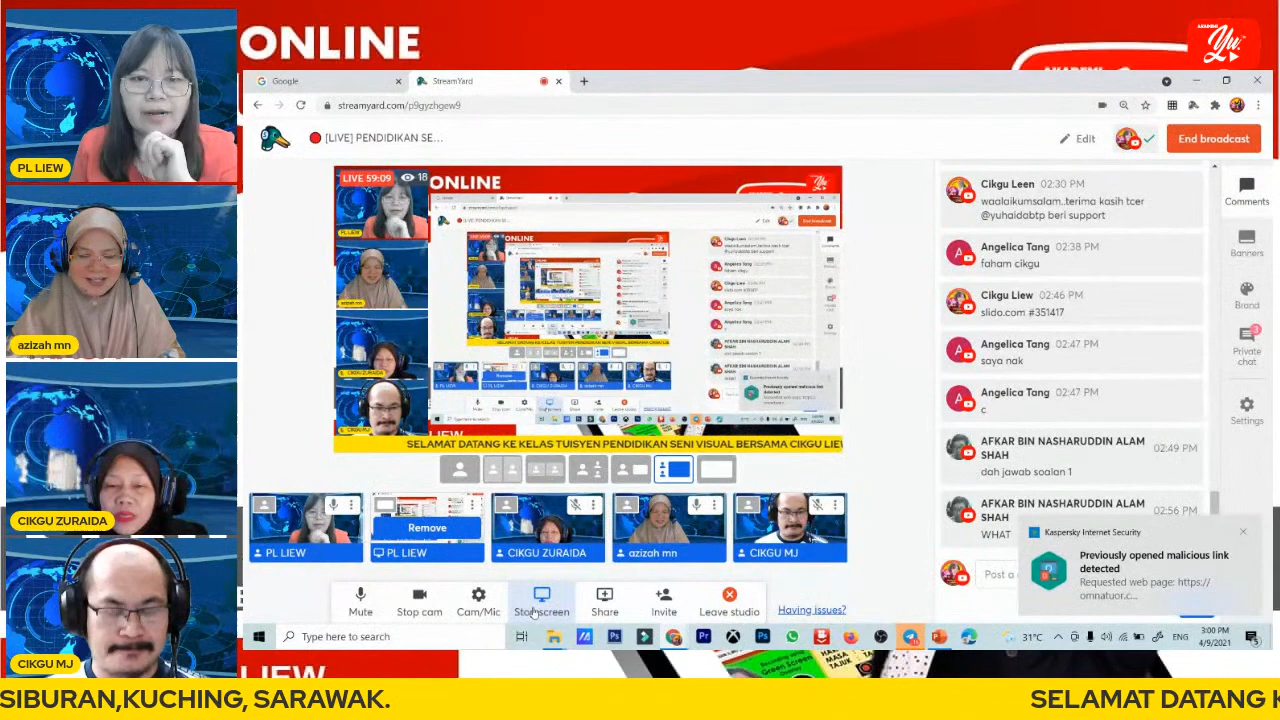 ONLINE
AKADEMI
Yu
PL LIEW
azizah mn
CIKGU ZURAIDA
CIKGU MJ
Google
StreamYard
streamyard.com/p9gyzhgew9
[LIVE] PENDIDIKAN SE...
Edit
End broadcast
LIVE 59:09
18
ONLINE
SELAMAT DATANG KE KELAS TUISYEN PENDIDIKAN SENI VISUAL BERSAMA CIKGU LIEW
Remove
PL LIEW
PL LIEW
CIKGU ZURAIDA
azizah mn
CIKGU MJ
Mute
Stop cam
Cam/Mic
Stop screen
Share
Invite
Leave studio
Having issues?
Cikgu Leen 02:30 PM
waalaikumsalam..terima kasih tcer
@yuhaidabtp beri support
Angelica Tang 02:38 PM
faham cikgu
Cikgu Liew 02:46 PM
slido.com #351417
Angelica Tang 02:47 PM
saya nak
Angelica Tang 02:47 PM
c
AFKAR BIN NASHARUDDIN ALAM
SHAH 02:49 PM
dah jawab soalan 1
AFKAR BIN NASHARUDDIN ALAM
SHAH 02:56 PM
WHAT
Post a
Comments
Banners
Brand
3
Private
chat
Settings
Kaspersky Internet Security
Previously opened malicious link
detected
Requested web page: https://
omnatuor.c...
Type here to search
31°C
ENG
3:00 PM
4/9/2021
5
LIEW
SIBURAN,KUCHING, SARAWAK.
SELAMAT DATANG K